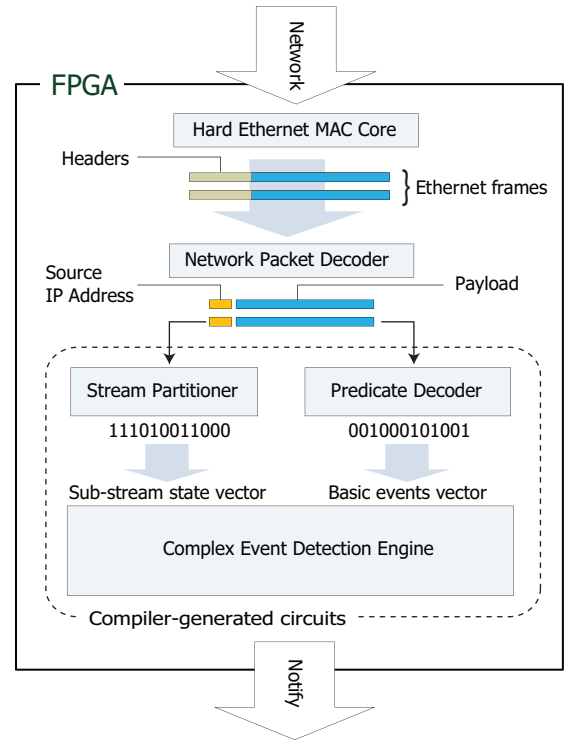 Network
FPGA
Hard Ethernet MAC Core
Headers
Ethernet frames
Network Packet Decoder
Source
IP Address
Payload
Stream Partitioner
Predicate Decoder
111010011000
001000101001
Sub-stream state vector
Basic events vector
Complex Event Detection Engine
Compiler-generated circuits
Notify